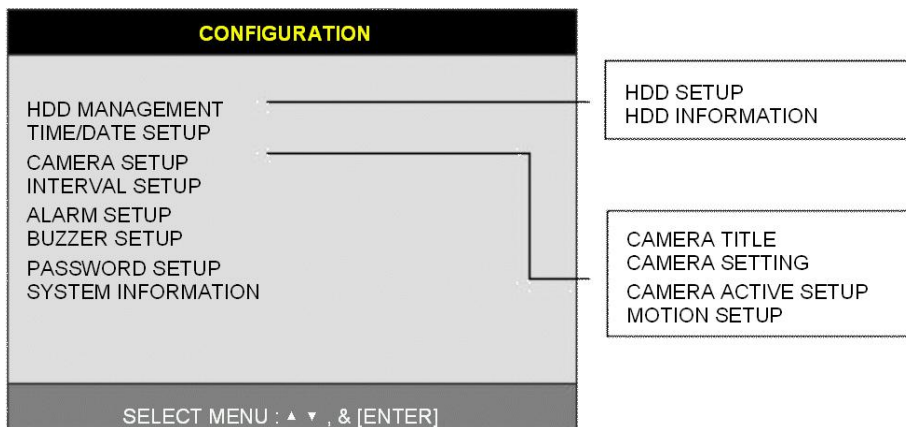 CONFIGURATION
HDD MANAGEMENT
TIME/DATE SETUP
CAMERA SETUP
INTERVAL SETUP
ALARM SETUP
BUZZER SETUP
PASSWORD SETUP
SYSTEM INFORMATION
SELECT MENU : ▲ ▼ , & [ENTER]
HDD SETUP
HDD INFORMATION
CAMERA TITLE
CAMERA SETTING
CAMERA ACTIVE SETUP
MOTION SETUP